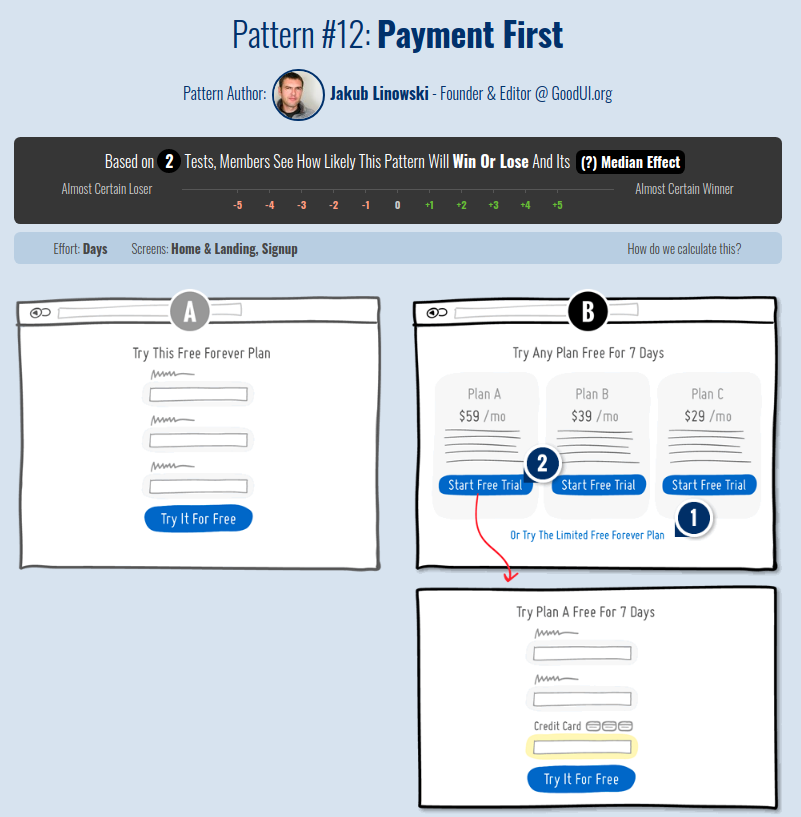 Pattern #12: Payment First
Pattern Author: Jakub Linowski - Founder & Editor @ GoodUI.org
Based on 2 Tests, Members See How Likely This Pattern Will Win Or Lose And Its (?) Median Effect
Almost Certain Loser
-5 -4 -3 -2 -1 0 +1 +2 +3 +4 +5
Almost Certain Winner
Effort: Days Screens: Home & Landing, Signup How do we calculate this?
A
Try This Free Forever Plan
Try It For Free
B
Try Any Plan Free For 7 Days
Plan A Plan B Plan C
$59 /mo $39 /mo $29 /mo
2
Start Free Trial Start Free Trial Start Free Trial
1
Or Try The Limited Free Forever Plan
Try Plan A Free For 7 Days
Credit Card
Try It For Free